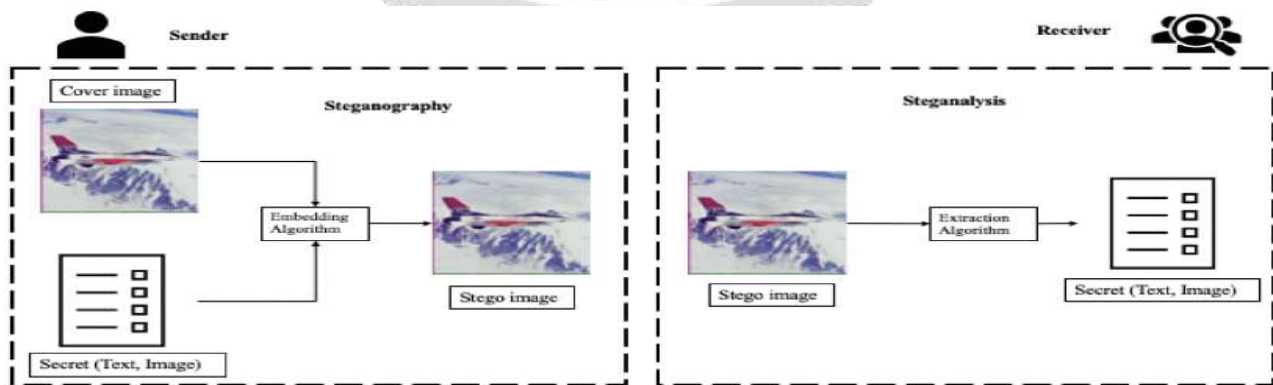 Sender
Receiver
Cover image
Steganography
Steganalysis
Embedding
Algorithm
Extraction
Algorithm
Stego image
Stego image
Secret (Text, Image)
Secret (Text, Image)